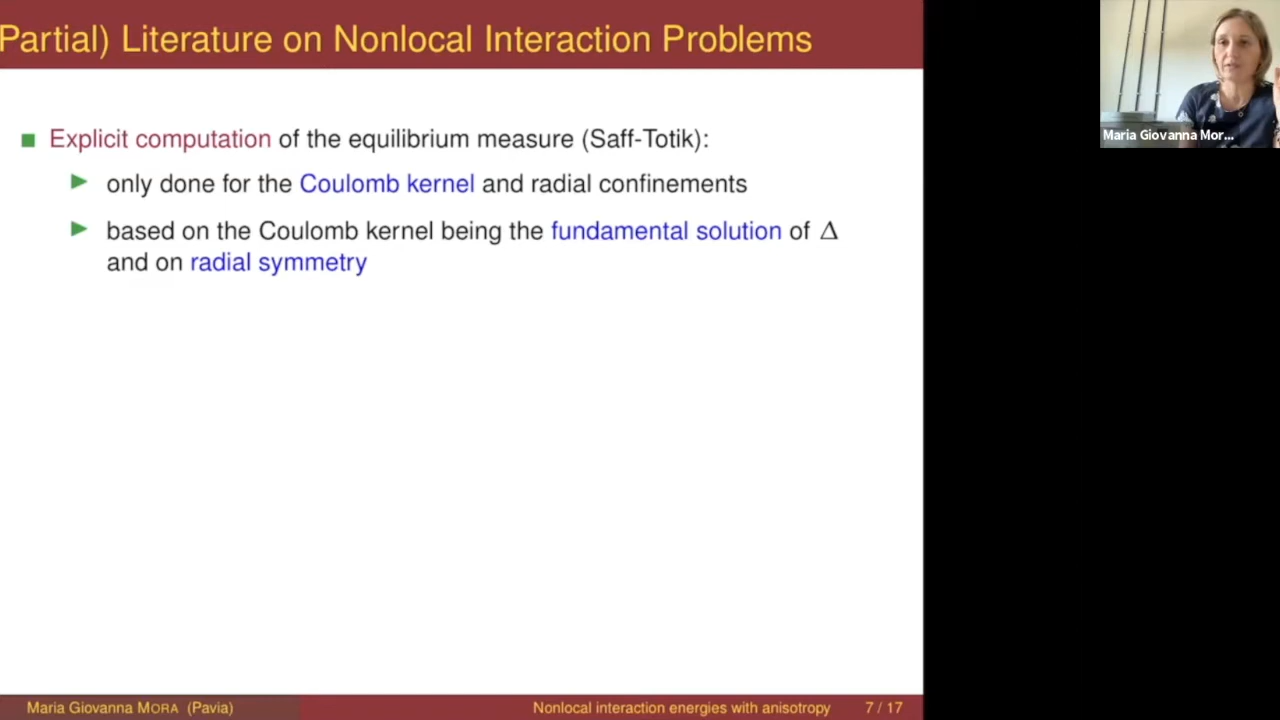 Partial) Literature on Nonlocal Interaction Problems
Maria Giovanna Mor...
Explicit computation of the equilibrium measure (Saff-Totik):
only done for the Coulomb kernel and radial confinements
based on the Coulomb kernel being the fundamental solution of Δ
and on radial symmetry
Maria Giovanna MORA (Pavia)
Nonlocal interaction energies with anisotropy
7 / 17